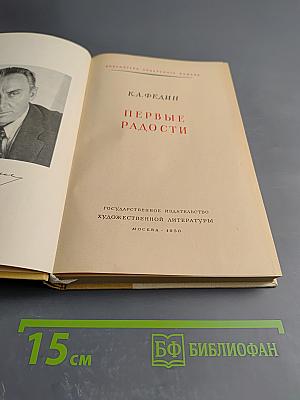 БИБЛИОТЕКА СОВЕТСКОГО РОМАНА
К.А.ФЕДИН
ПЕРВЫЕ
РАДОСТИ
ГОСУДАРСТВЕННОЕ ИЗДАТЕЛЬСТВО
ХУДОЖЕСТВЕННОЙ ЛИТЕРАТУРЫ
МОСКВА - 1950
15 см
БФ БИБЛИОФАН